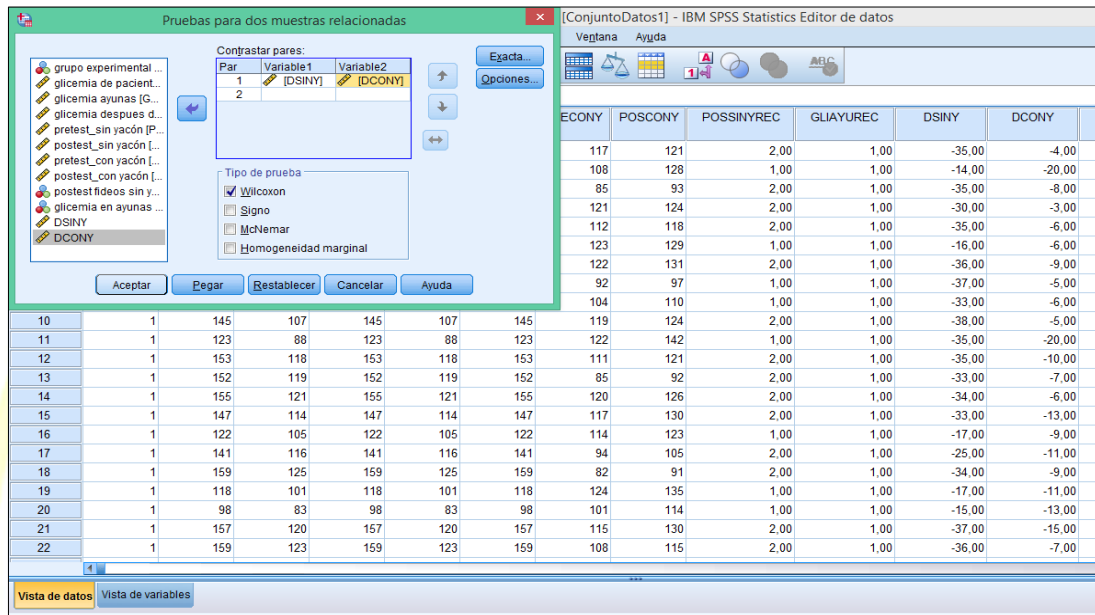 Pruebas para dos muestras relacionadas
[ConjuntoDatos1] - IBM SPSS Statistics Editor de datos
Ventana Ayuda
grupo experimental ...
glicemia de pacient...
glicemia ayunas [G...
glicemia despues d...
pretest_sin yacón [P...
postest_sin yacón [...
pretest_con yacón [...
postest_con yacón [...
postest fideos sin y...
glicemia en ayunas ...
DSINY
DCONY
Contrastar pares:
Par Variable1 Variable2
1 [DSINY] [DCONY]
2
Exacta...
Opciones...
Tipo de prueba
Wilcoxon
Signo
McNemar
Homogeneidad marginal
Aceptar Pegar Restablecer Cancelar Ayuda
ECONY POSCONY POSSINYREC GLIAYUREC DSINY DCONY
117 121 2,00 1,00 -35,00 -4,00
108 128 1,00 1,00 -14,00 -20,00
85 93 2,00 1,00 -35,00 -8,00
121 124 2,00 1,00 -30,00 -3,00
112 118 2,00 1,00 -35,00 -6,00
123 129 1,00 1,00 -16,00 -6,00
122 131 2,00 1,00 -36,00 -9,00
92 97 1,00 1,00 -37,00 -5,00
104 110 1,00 1,00 -33,00 -6,00
10 1 145 107 145 107 145 119 124 2,00 1,00 -38,00 -5,00
11 1 123 88 123 88 123 122 142 1,00 1,00 -35,00 -20,00
12 1 153 118 153 118 153 111 121 2,00 1,00 -35,00 -10,00
13 1 152 119 152 119 152 85 92 2,00 1,00 -33,00 -7,00
14 1 155 121 155 121 155 120 126 2,00 1,00 -34,00 -6,00
15 1 147 114 147 114 147 117 130 2,00 1,00 -33,00 -13,00
16 1 122 105 122 105 122 114 123 1,00 1,00 -17,00 -9,00
17 1 141 116 141 116 141 94 105 2,00 1,00 -25,00 -11,00
18 1 159 125 159 125 159 82 91 2,00 1,00 -34,00 -9,00
19 1 118 101 118 101 118 124 135 1,00 1,00 -17,00 -11,00
20 1 98 83 98 83 98 101 114 1,00 1,00 -15,00 -13,00
21 1 157 120 157 120 157 115 130 2,00 1,00 -37,00 -15,00
22 1 159 123 159 123 159 108 115 2,00 1,00 -36,00 -7,00
Vista de datos Vista de variables